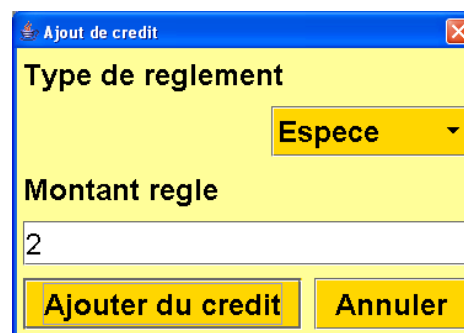 Ajout de credit
Type de reglement
Espece
Montant regle
2
Ajouter du credit Annuler